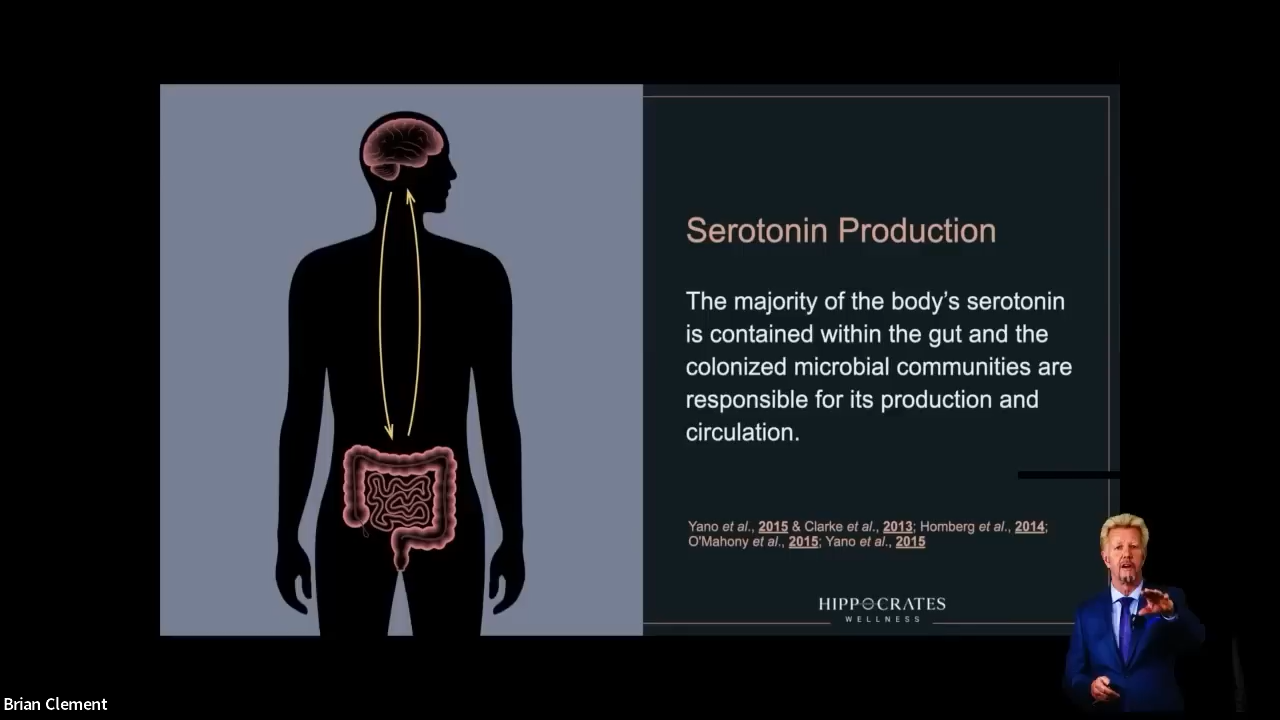 Serotonin Production
The majority of the body's serotonin
is contained within the gut and the
colonized microbial communities are
responsible for its production and
circulation.
Yano et al., 2015 & Clarke et al., 2013; Homberg et al., 2014;
O'Mahony et al., 2015; Yano et al., 2015
HIPPOCRATES
WELLNESS
Brian Clement